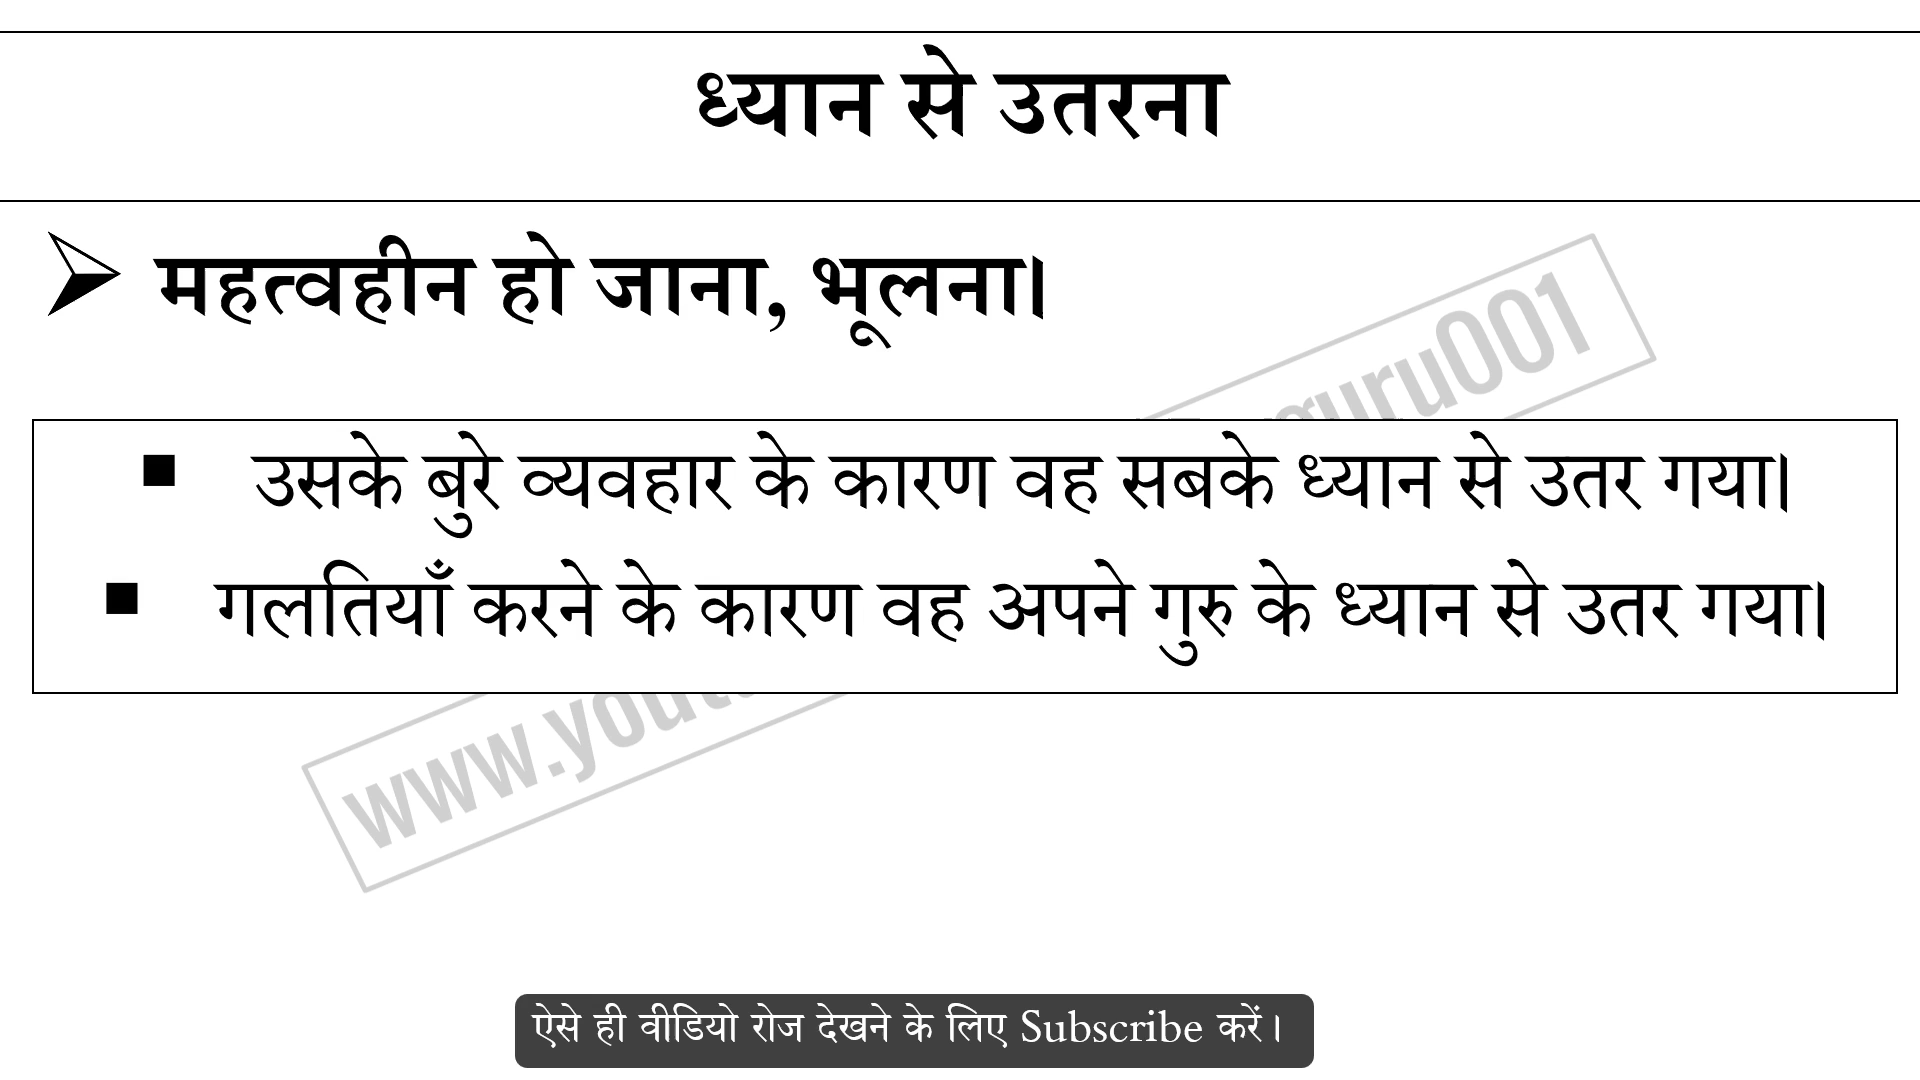 ध्यान से उतरना
महत्वहीन हो जाना, भूलना।
उसके बुरे व्यवहार के कारण वह सबके ध्यान से उतर गया।
गलतियाँ करने के कारण वह अपने गुरु के ध्यान से उतर गया।
ऐसे ही वीडियो रोज देखने के लिए Subscribe करें।